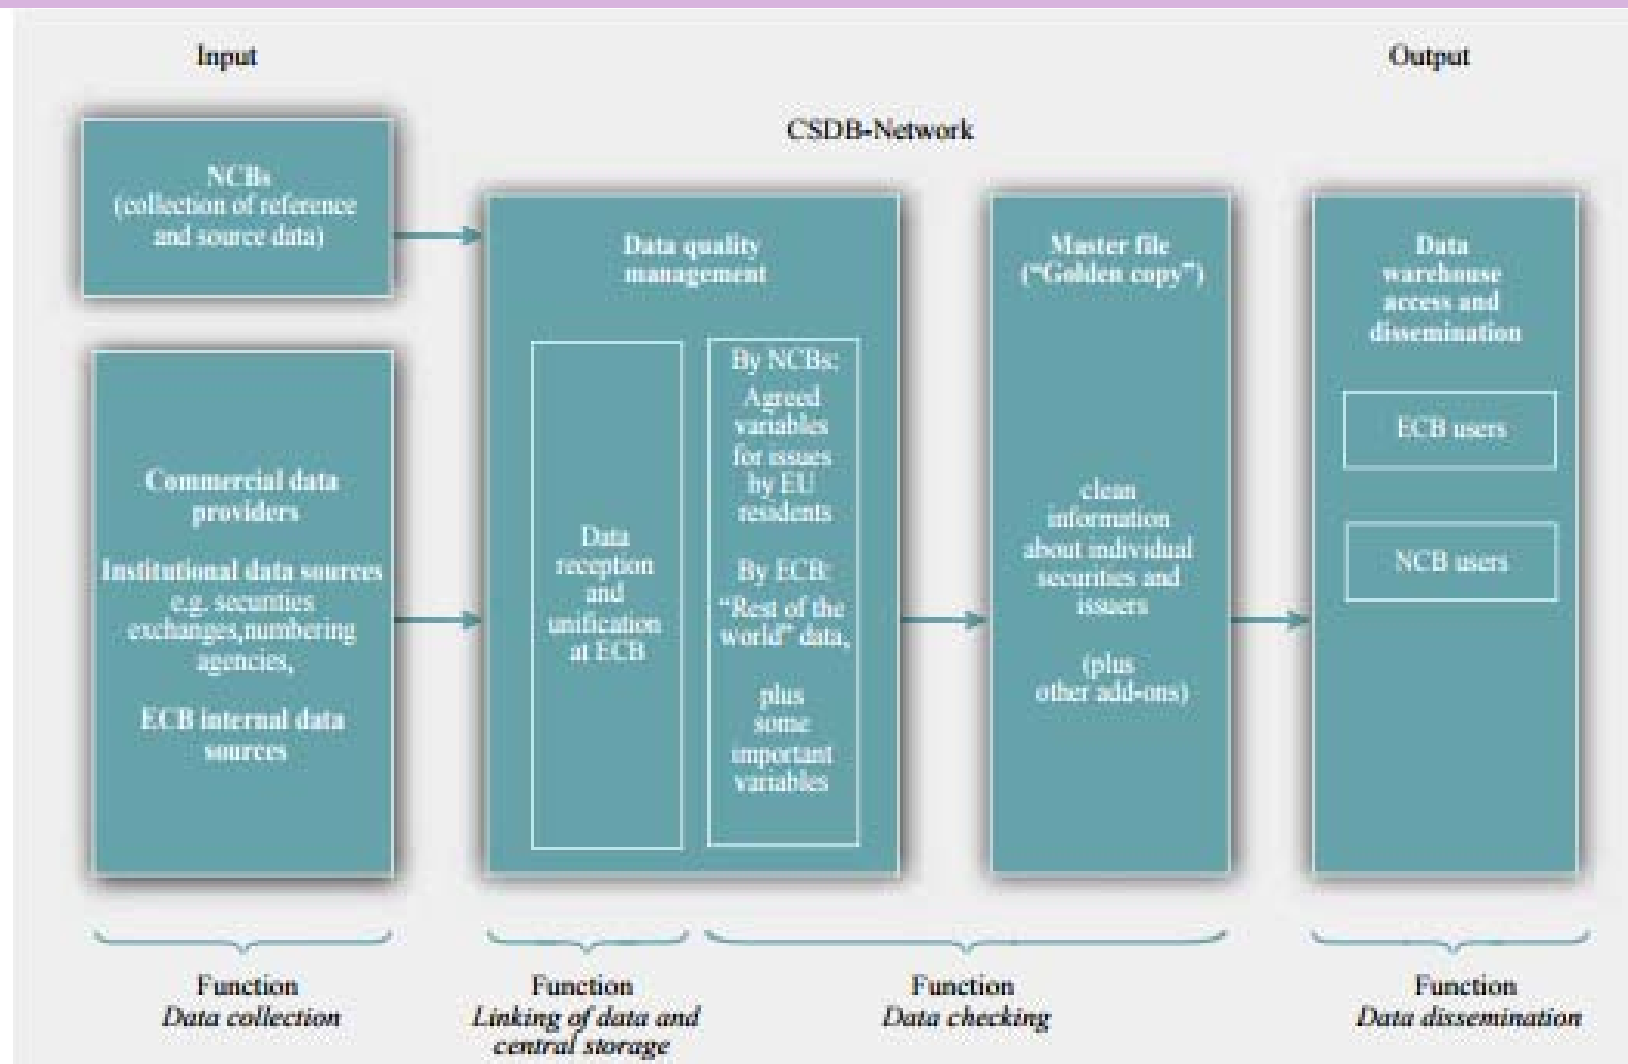 Input
Output
CSDB-Network
NCBs
(collection of reference
and source data)
Commercial data
providers
Institutional data sources
e.g. securities
exchanges,numbering
agencies,
ECB internal data
sources
Data quality
management
Data
reception
and
unification
at ECB
By NCBs:
Agreed
variables
for issues
by EU
residents
By ECB:
“Rest of the
world” data,
plus
some
important
variables
Master file
(“Golden copy”)
clean
information
about individual
securities and
issuers
(plus
other add-ons)
Data
warehouse
access and
dissemination
ECB users
NCB users
Function
Data collection
Function
Linking of data and
central storage
Function
Data checking
Function
Data dissemination